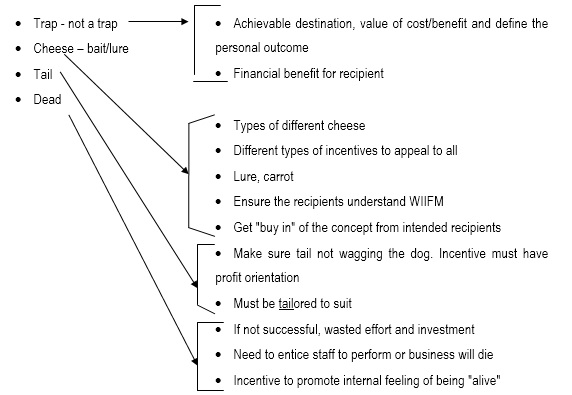 • Trap - not a trap
• Cheese – bait/lure
• Tail
• Dead
• Achievable destination, value of cost/benefit and define the
personal outcome
• Financial benefit for recipient
• Types of different cheese
• Different types of incentives to appeal to all
• Lure, carrot
• Ensure the recipients understand WIIFM
• Get "buy in" of the concept from intended recipients
• Make sure tail not wagging the dog. Incentive must have
profit orientation
• Must be tailored to suit
• If not successful, wasted effort and investment
• Need to entice staff to perform or business will die
• Incentive to promote internal feeling of being "alive"